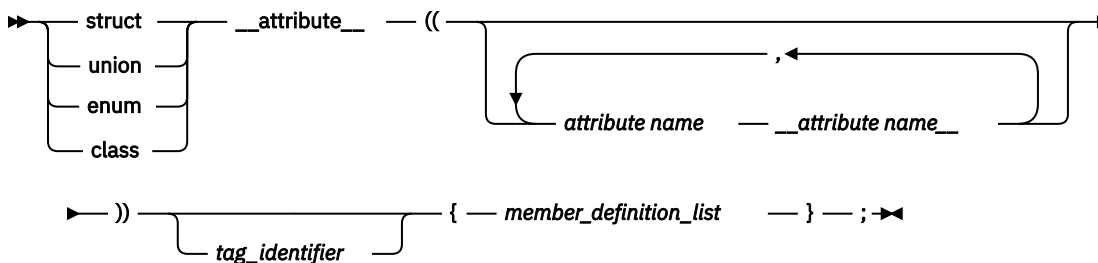 struct __attribute__ ((
union
enum
class
,
attribute name __attribute name__
)) { member_definition_list } ;
tag_identifier